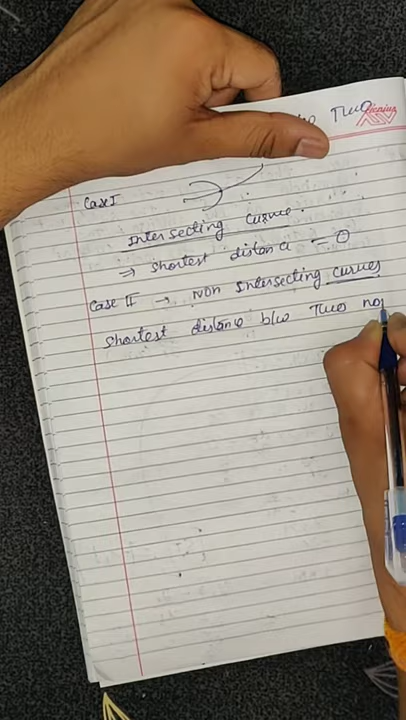 Two
Case I
Intersecting Curve.
⇒ Shortest distance = 0
Case II → Non Intersecting Curves
Shortest distance b/w Two no